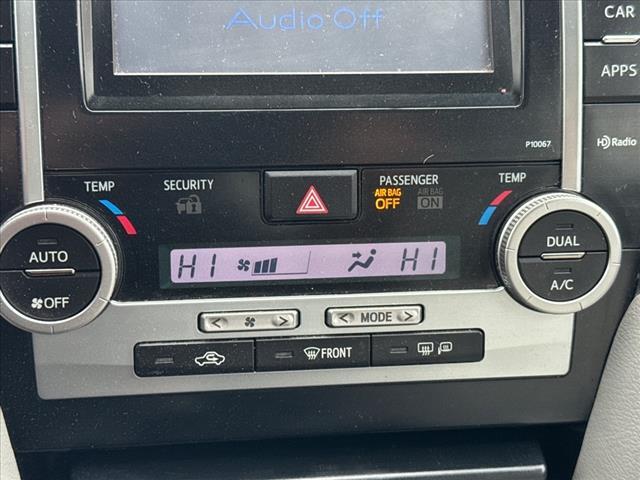 Audio Off
CAR
APPS
HD Radio
P10067
TEMP
SECURITY
PASSENGER
AIR BAG OFF
AIR BAG ON
TEMP
AUTO
OFF
HI
HI
DUAL
A/C
< >
< MODE >
FRONT